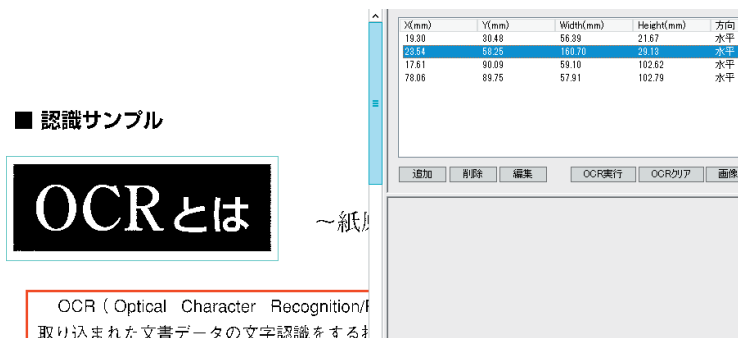 ■ 認識サンプル
OCRとは
～紙
OCR ( Optical Character Recognition/
取り込まれた文書データの文字認識をする
X(mm) Y(mm) Width(mm) Height(mm) 方向
19.30 30.48 56.39 21.67 水平
23.54 58.25 160.70 29.13 水平
17.61 90.09 59.10 102.62 水平
78.06 89.75 57.91 102.79 水平
追加 削除 編集 OCR実行 OCRクリア 画像